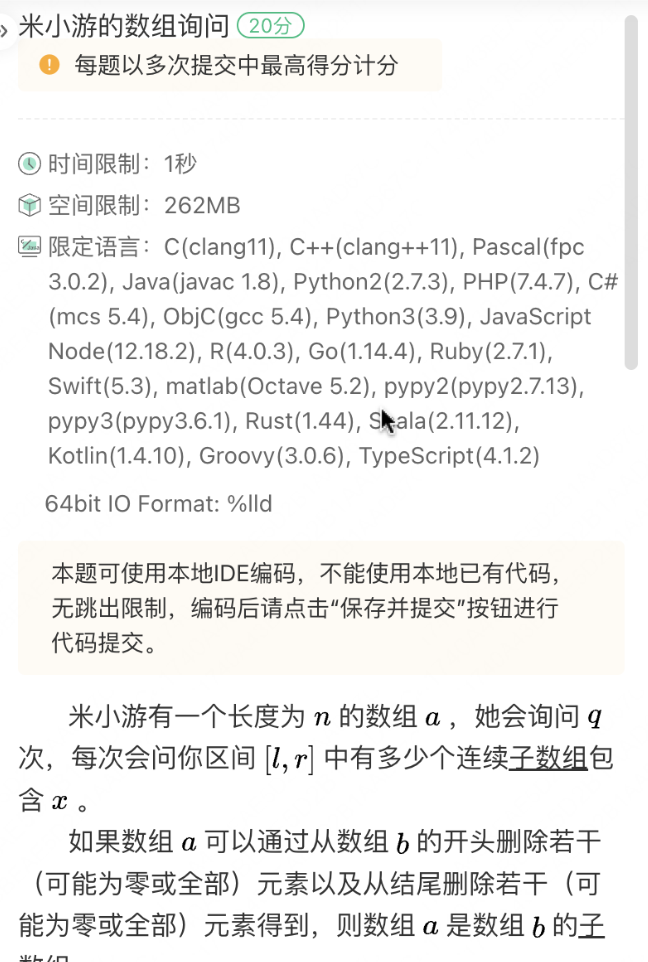 米小游的数组询问 20分
每题以多次提交中最高得分计分
时间限制：1秒
空间限制：262MB
限定语言：C(clang11), C++(clang++11), Pascal(fpc
3.0.2), Java(javac 1.8), Python2(2.7.3), PHP(7.4.7), C#
(mcs 5.4), ObjC(gcc 5.4), Python3(3.9), JavaScript
Node(12.18.2), R(4.0.3), Go(1.14.4), Ruby(2.7.1),
Swift(5.3), matlab(Octave 5.2), pypy2(pypy2.7.13),
pypy3(pypy3.6.1), Rust(1.44), Scala(2.11.12),
Kotlin(1.4.10), Groovy(3.0.6), TypeScript(4.1.2)
64bit IO Format: %lld
本题可使用本地IDE编码，不能使用本地已有代码，
无跳出限制，编码后请点击“保存并提交”按钮进行
代码提交。
米小游有一个长度为 n 的数组 a ，她会询问 q
次，每次会问你区间 [l, r] 中有多少个连续子数组包
含 x 。
如果数组 a 可以通过从数组 b 的开头删除若干
（可能为零或全部）元素以及从结尾删除若干（可
能为零或全部）元素得到，则数组 a 是数组 b 的子